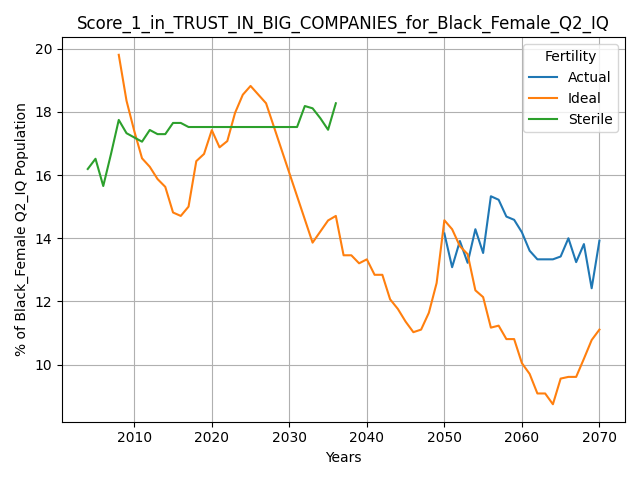 Score_1_in_TRUST_IN_BIG_COMPANIES_for_Black_Female_Q2_IQ
Fertility
Actual
Ideal
Sterile
% of Black_Female Q2_IQ Population
20
18
16
14
12
10
2010 2020 2030 2040 2050 2060 2070
Years